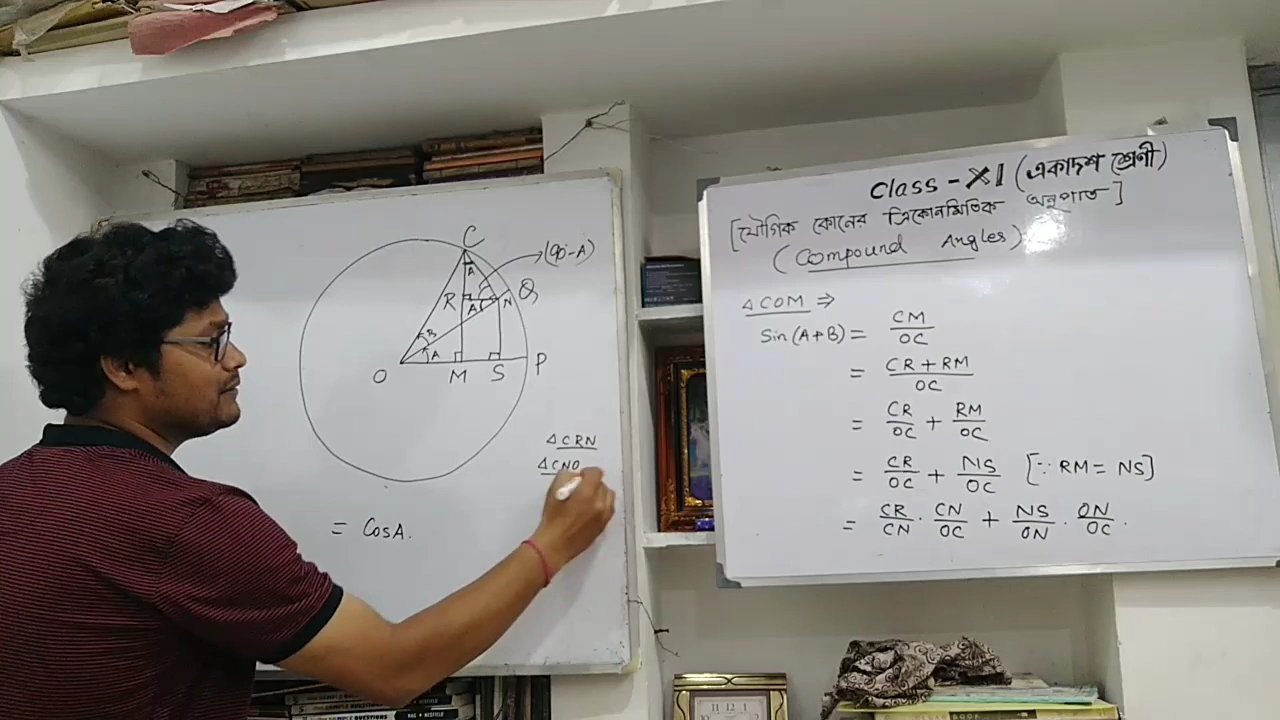 C
(90°-A)
A
R
A
N
Q
B
A
O
M
S
P
△CRN
△CNO
= CosA.
Class - XI (একাদশ শ্রেণী)
[যৌগিক কোনের ত্রিকোনমিতিক অনুপাত]
(Compound Angles)
△COM ⇒
Sin(A+B) = CM/OC
= CR+RM/OC
= CR/OC + RM/OC
= CR/OC + NS/OC [∵ RM = NS]
= CR/CN . CN/OC + NS/ON . ON/OC .